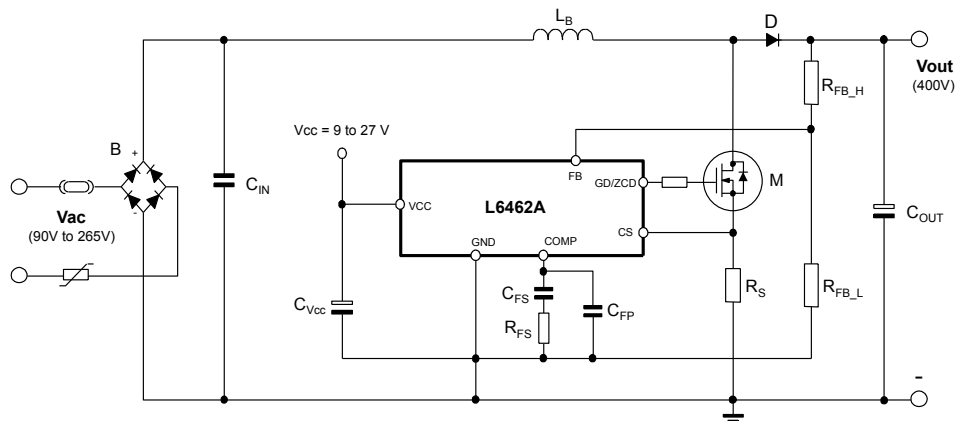 L_B
D
Vout
(400V)
R_FB_H
Vcc = 9 to 27 V
B
+
-
C_IN
FB
GD/ZCD
M
Vac
(90V to 265V)
VCC
L6462A
CS
C_OUT
GND
COMP
C_Vcc
C_FS
R_FS
C_FP
R_S
R_FB_L
-